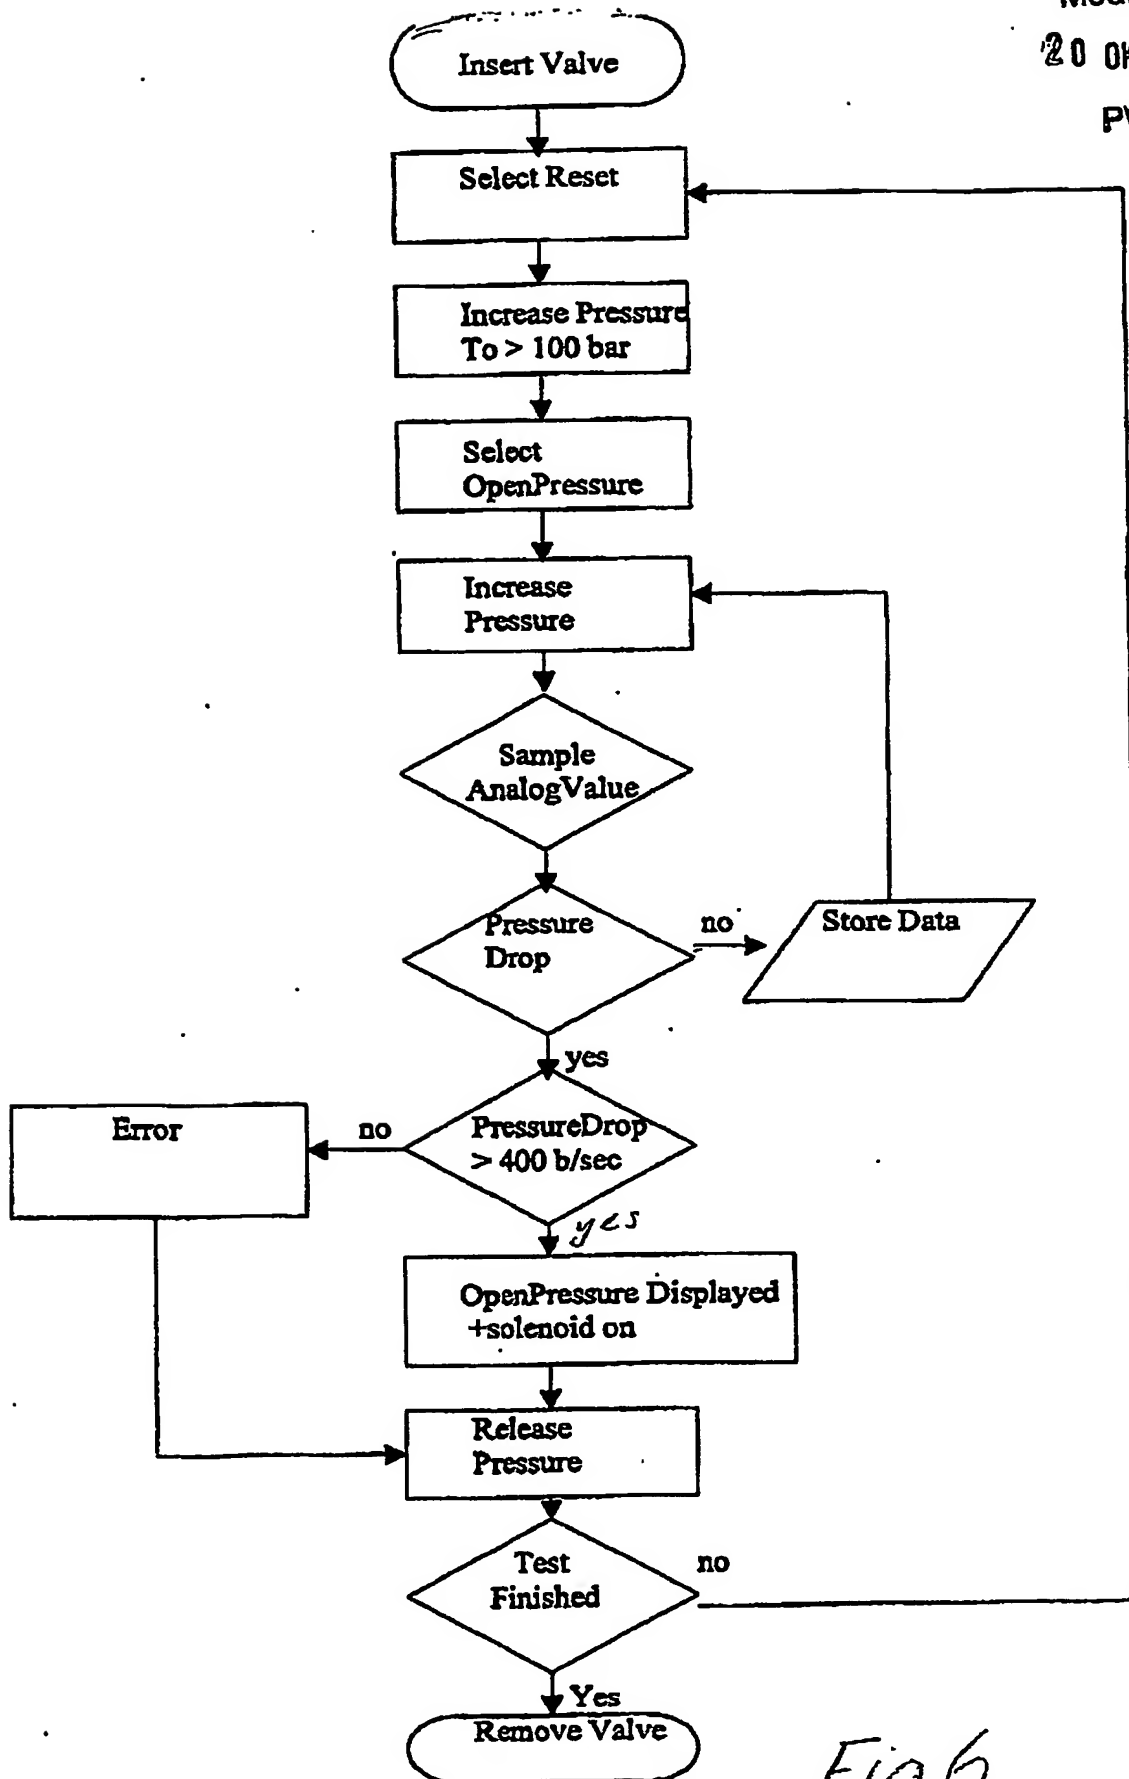 20
Insert Valve
Select Reset
Increase Pressure
To > 100 bar
Select
OpenPressure
Increase
Pressure
Sample
AnalogValue
Pressure
Drop
no
Store Data
yes
Error
no
PressureDrop
> 400 b/sec
yes
OpenPressure Displayed
+solenoid on
Release
Pressure
Test
Finished
no
Yes
Remove Valve
Fig 6